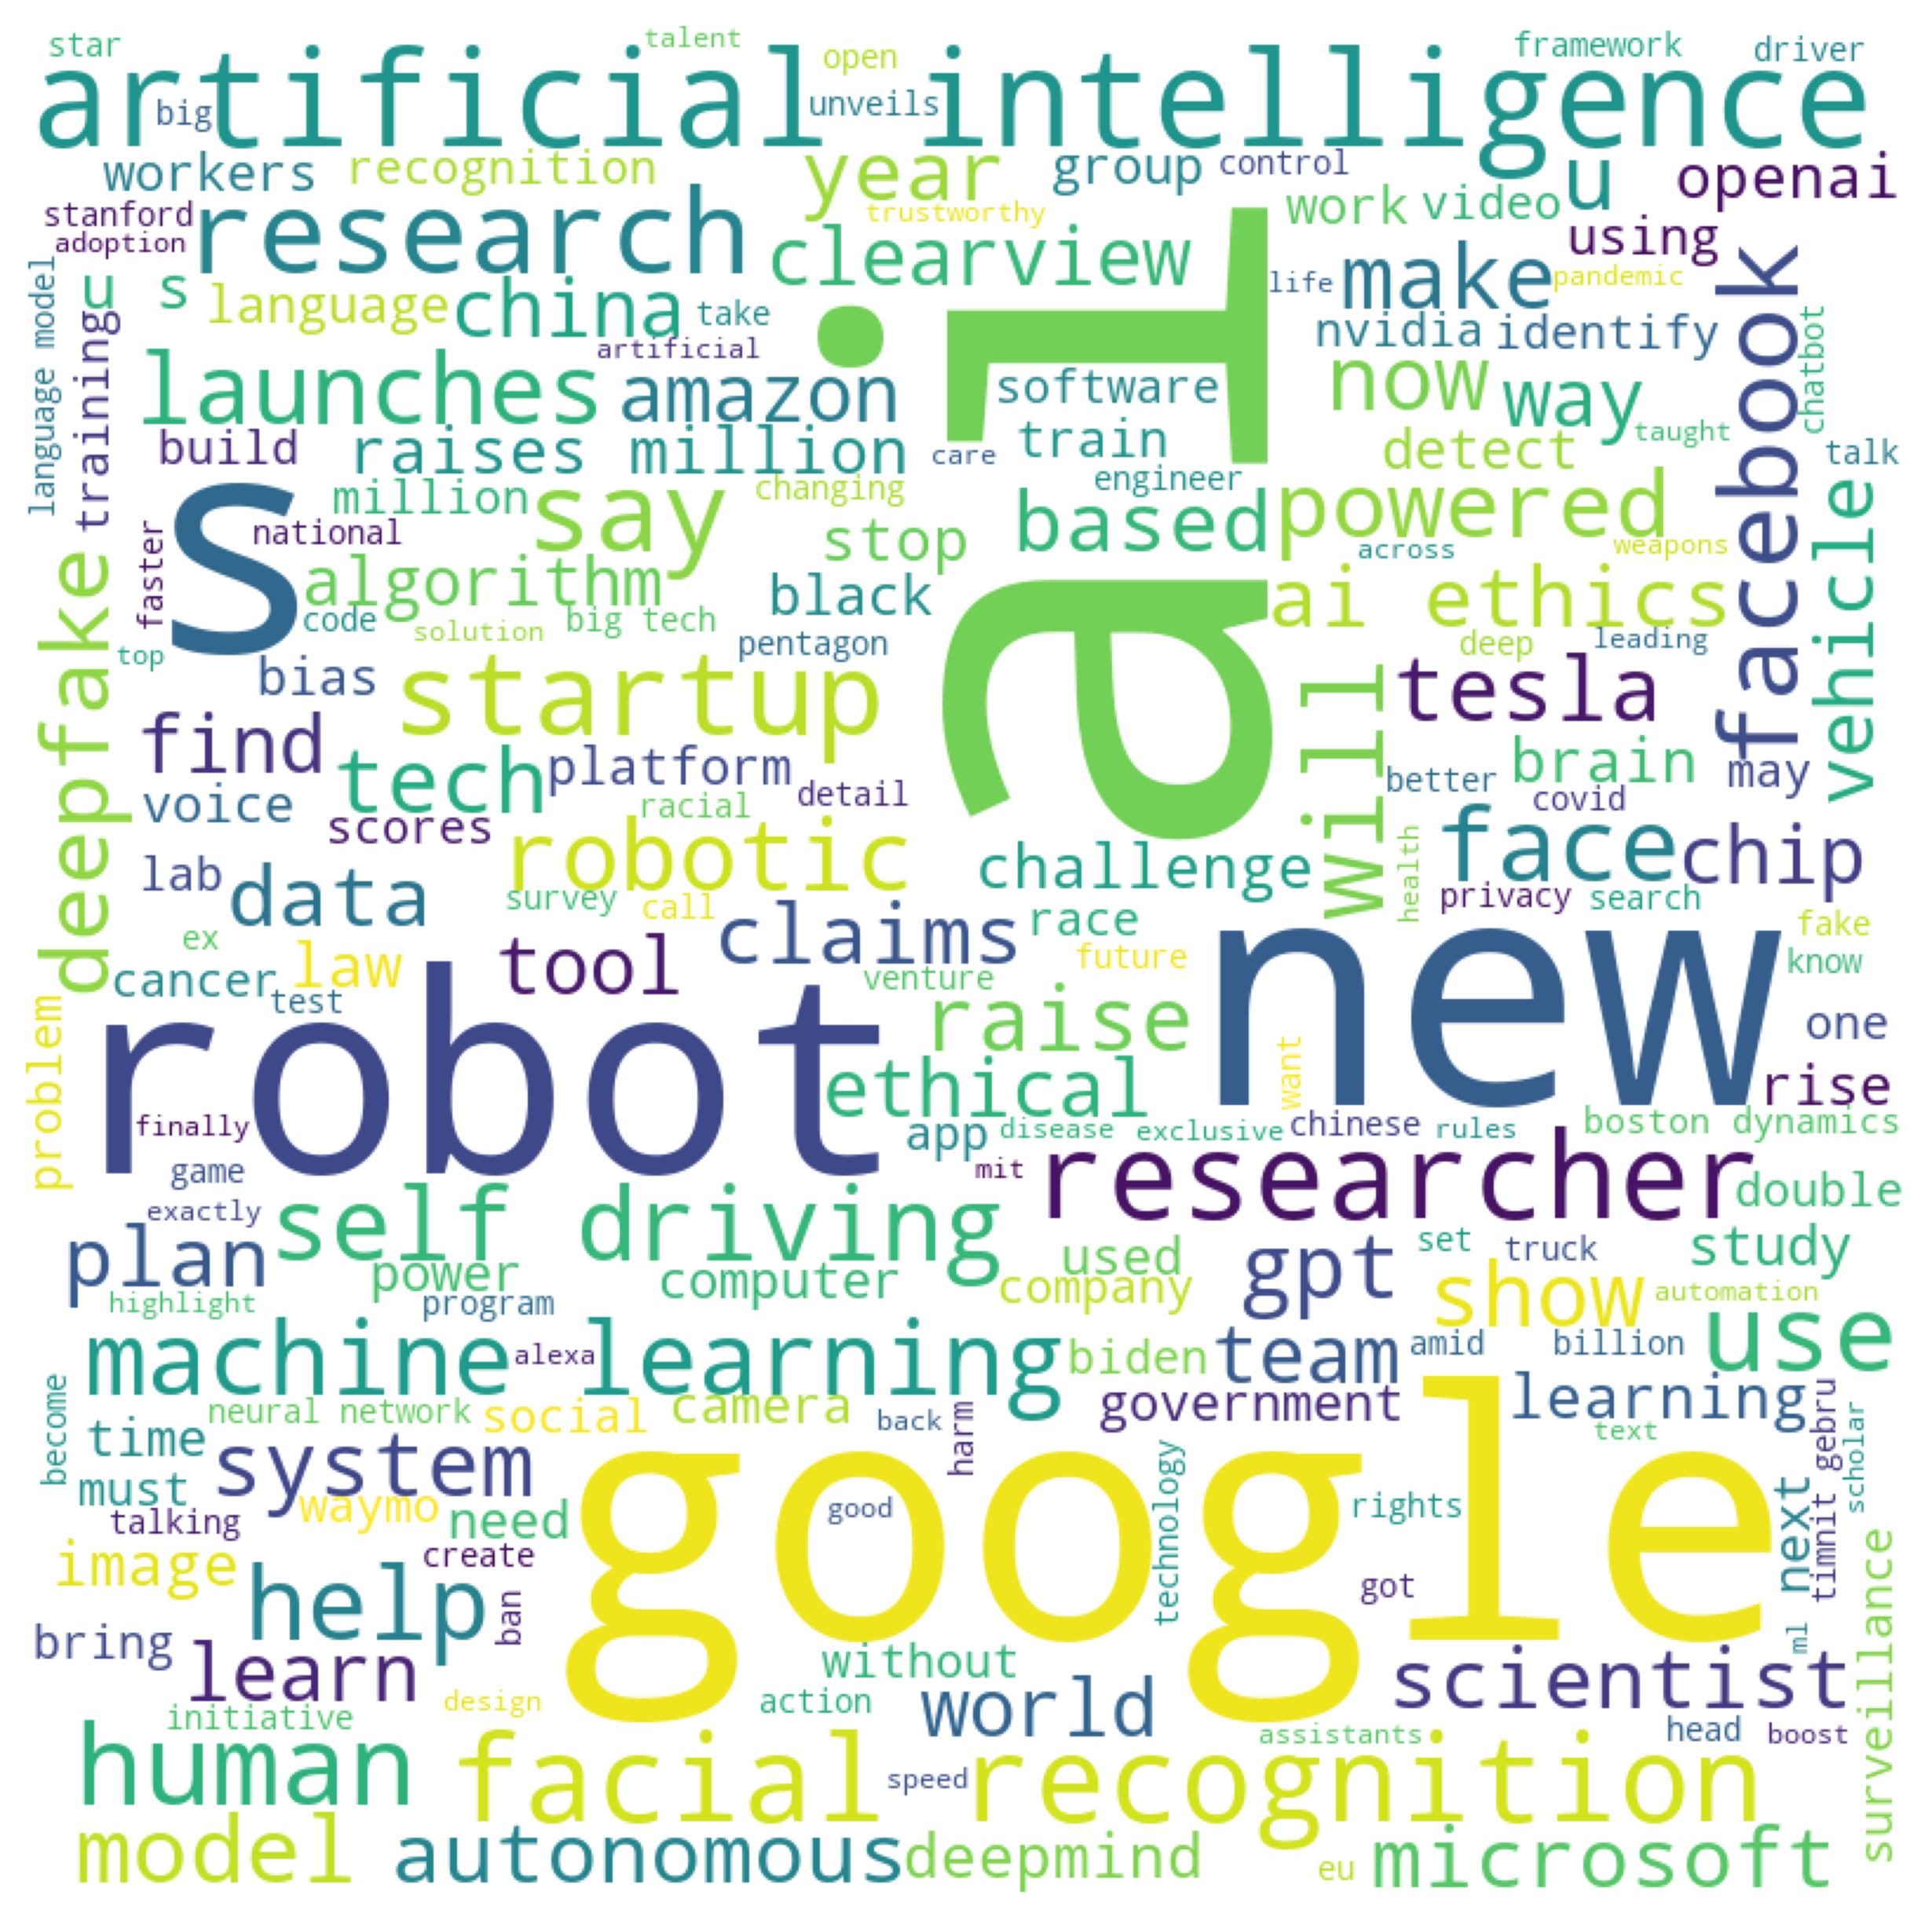 star
talent
open
framework
driver
artificial intelligence
big
unveils
workers
recognition
year
group
control
u
openai
stanford
research
trustworthy
work
video
adoption
clearview
using
language model
training
u s
language
china
take
life
make
pandemic
facebook
artificial
nvidia
identify
chatbot
launches
amazon
ai
software
now
way
build
raises million
care
train
detect
taught
talk
s
million
say
changing
engineer
based
powered
vehicle
faster
national
stop
across
weapons
deepfake
algorithm
black
ai ethics
code
solution
big tech
pentagon
deep
leading
top
bias
startup
will
tesla
find
tech
platform
brain
may
voice
scores
racial
detail
better
covid
lab
data
robotic
challenge
health
face
chip
survey
call
claims
race
privacy
search
ex
law
tool
future
new
fake
cancer
test
venture
know
problem
robot
raise
one
want
ethical
rise
finally
app
disease
exclusive
chinese
rules
boston dynamics
game
mit
researcher
double
exactly
self driving
plan
power
computer
used
gpt
set
truck
study
highlight
program
company
show
automation
machine learning
alexa
biden
team
amid
billion
use
become
neural network
social
camera
back
harm
government
learning
timnit gebru
time
system
google
text
scholar
must
waymo
need
good
technology
rights
next
talking
image
create
got
help
ban
ml
surveillance
bring
learn
without
scientist
initiative
design
action
world
human
facial recognition
assistants
head
boost
speed
model
autonomous
deepmind
eu
microsoft